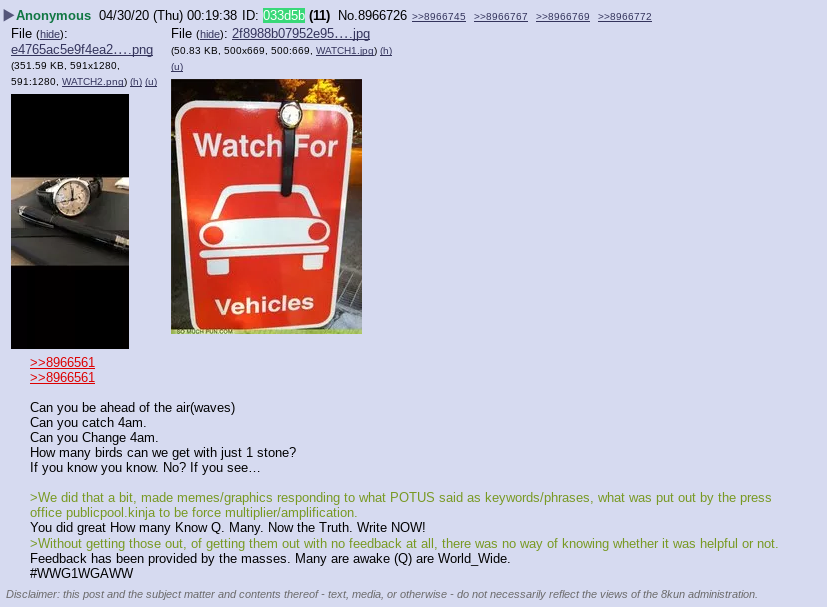 ▶Anonymous 04/30/20 (Thu) 00:19:38 ID: 033d5b (11) No.8966726 >>8966745 >>8966767 >>8966769 >>8966772
File (hide):
e4765ac5e9f4ea2….png
(351.59 KB, 591x1280,
591:1280, WATCH2.png) (h) (u)
File (hide): 2f8988b07952e95….jpg
(50.83 KB, 500x669, 500:669, WATCH1.jpg) (h)
(u)
Watch For
Vehicles
SO MUCH PUN.COM
>>8966561
>>8966561
Can you be ahead of the air(waves)
Can you catch 4am.
Can you Change 4am.
How many birds can we get with just 1 stone?
If you know you know. No? If you see…
>We did that a bit, made memes/graphics responding to what POTUS said as keywords/phrases, what was put out by the press
office publicpool.kinja to be force multiplier/amplification.
You did great How many Know Q. Many. Now the Truth. Write NOW!
>Without getting those out, of getting them out with no feedback at all, there was no way of knowing whether it was helpful or not.
Feedback has been provided by the masses. Many are awake (Q) are World_Wide.
#WWG1WGAWW
Disclaimer: this post and the subject matter and contents thereof - text, media, or otherwise - do not necessarily reflect the views of the 8kun administration.